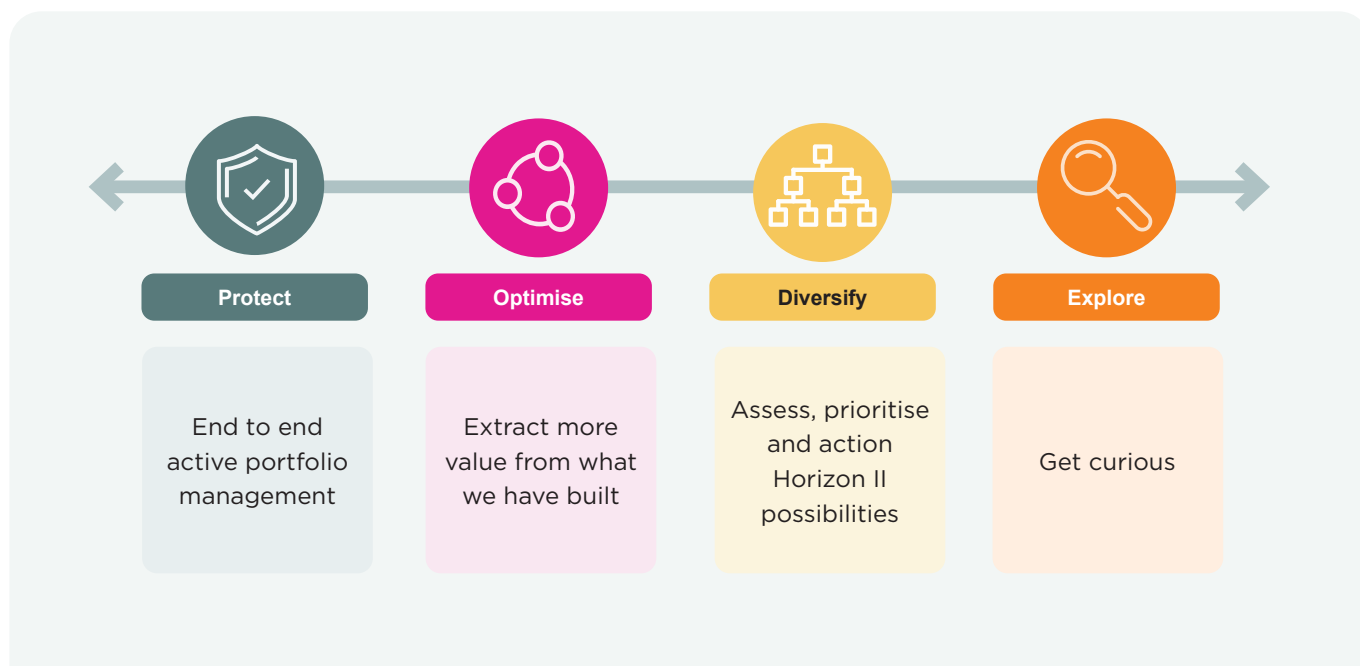 Protect
Optimise
Diversify
Explore
End to end
active portfolio
management
Extract more
value from what
we have built
Assess, prioritise
and action
Horizon II
possibilities
Get curious